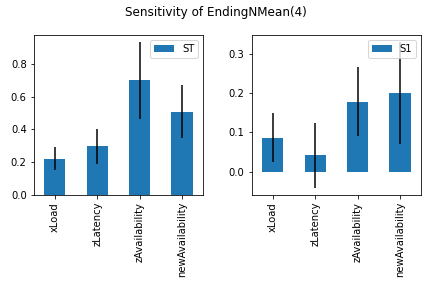 Sensitivity of EndingNMean(4)
ST
0.8
0.6
0.4
0.2
0.0
xLoad
zLatency
zAvailability
newAvailability
S1
0.3
0.2
0.1
0.0
xLoad
zLatency
zAvailability
newAvailability